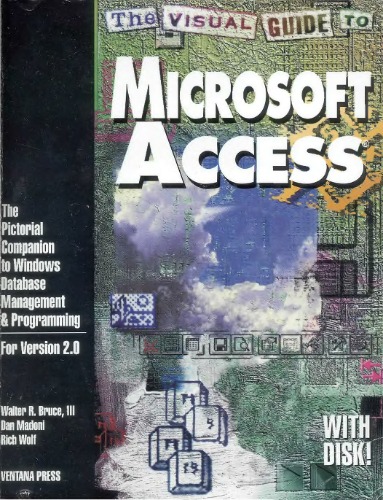 The VISUAL GUIDE TO
MICROSOFT
ACCESS
The
Pictorial
Companion
to Windows
Database
Management
& Programming
For Version 2.0
Walter R. Bruce, III
Dan Madoni
Rich Wolf
WITH
DISK!
VENTANA PRESS